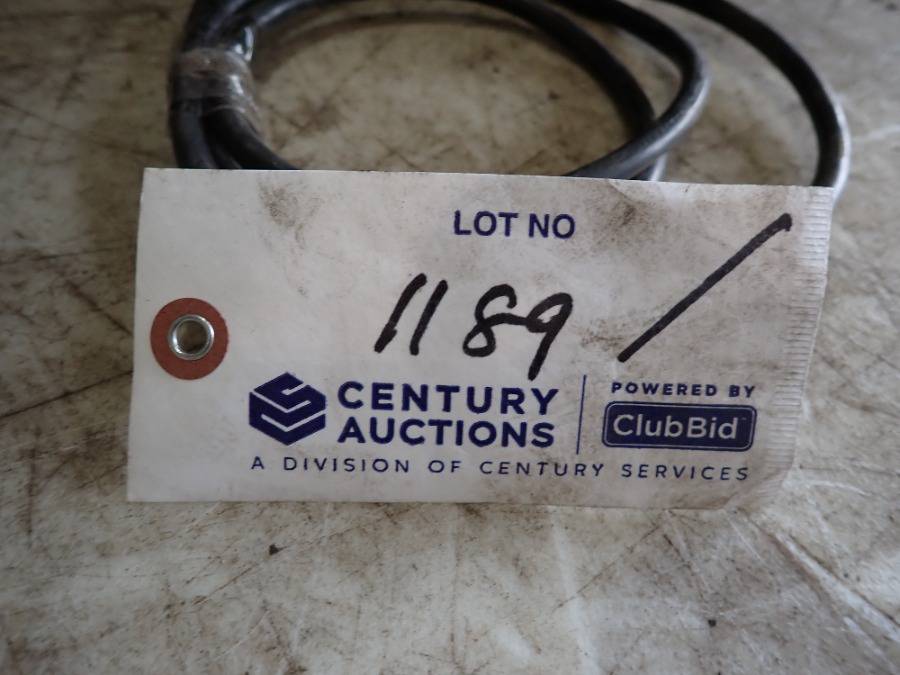 LOT NO
1189 /
CENTURY AUCTIONS
POWERED BY
ClubBid
A DIVISION OF CENTURY SERVICES